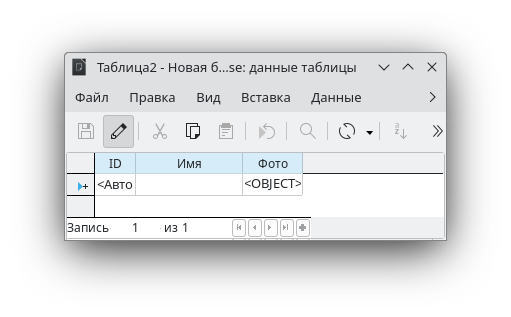 Таблица2 - Новая б...se: данные таблицы
Файл Правка Вид Вставка Данные
ID Имя Фото
<Авто <OBJECT>
Запись 1 из 1